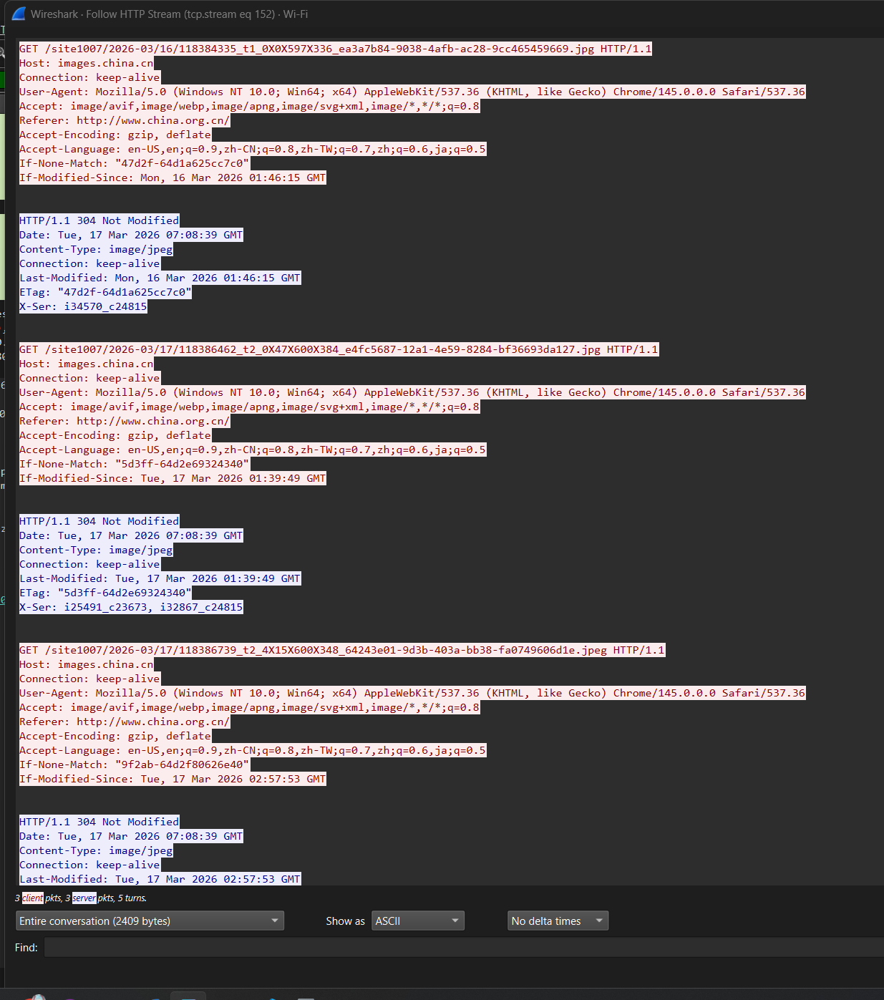 Wireshark · Follow HTTP Stream (tcp.stream eq 152) · Wi-Fi
GET /site1007/2026-03/16/118384335_t1_0X0X597X336_ea3a7b84-9038-4afb-ac28-9cc465459669.jpg HTTP/1.1
Host: images.china.cn
Connection: keep-alive
User-Agent: Mozilla/5.0 (Windows NT 10.0; Win64; x64) AppleWebKit/537.36 (KHTML, like Gecko) Chrome/145.0.0.0 Safari/537.36
Accept: image/avif,image/webp,image/apng,image/svg+xml,image/*,*/*;q=0.8
Referer: http://www.china.org.cn/
Accept-Encoding: gzip, deflate
Accept-Language: en-US,en;q=0.9,zh-CN;q=0.8,zh-TW;q=0.7,zh;q=0.6,ja;q=0.5
If-None-Match: "47d2f-64d1a625cc7c0"
If-Modified-Since: Mon, 16 Mar 2026 01:46:15 GMT
HTTP/1.1 304 Not Modified
Date: Tue, 17 Mar 2026 07:08:39 GMT
Content-Type: image/jpeg
Connection: keep-alive
Last-Modified: Mon, 16 Mar 2026 01:46:15 GMT
ETag: "47d2f-64d1a625cc7c0"
X-Ser: i34570_c24815
GET /site1007/2026-03/17/118386462_t2_0X47X600X384_e4fc5687-12a1-4e59-8284-bf36693da127.jpg HTTP/1.1
Host: images.china.cn
Connection: keep-alive
User-Agent: Mozilla/5.0 (Windows NT 10.0; Win64; x64) AppleWebKit/537.36 (KHTML, like Gecko) Chrome/145.0.0.0 Safari/537.36
Accept: image/avif,image/webp,image/apng,image/svg+xml,image/*,*/*;q=0.8
Referer: http://www.china.org.cn/
Accept-Encoding: gzip, deflate
Accept-Language: en-US,en;q=0.9,zh-CN;q=0.8,zh-TW;q=0.7,zh;q=0.6,ja;q=0.5
If-None-Match: "5d3ff-64d2e69324340"
If-Modified-Since: Tue, 17 Mar 2026 01:39:49 GMT
HTTP/1.1 304 Not Modified
Date: Tue, 17 Mar 2026 07:08:39 GMT
Content-Type: image/jpeg
Connection: keep-alive
Last-Modified: Tue, 17 Mar 2026 01:39:49 GMT
ETag: "5d3ff-64d2e69324340"
X-Ser: i25491_c23673, i32867_c24815
GET /site1007/2026-03/17/118386739_t2_4X15X600X348_64243e01-9d3b-403a-bb38-fa0749606d1e.jpeg HTTP/1.1
Host: images.china.cn
Connection: keep-alive
User-Agent: Mozilla/5.0 (Windows NT 10.0; Win64; x64) AppleWebKit/537.36 (KHTML, like Gecko) Chrome/145.0.0.0 Safari/537.36
Accept: image/avif,image/webp,image/apng,image/svg+xml,image/*,*/*;q=0.8
Referer: http://www.china.org.cn/
Accept-Encoding: gzip, deflate
Accept-Language: en-US,en;q=0.9,zh-CN;q=0.8,zh-TW;q=0.7,zh;q=0.6,ja;q=0.5
If-None-Match: "9f2ab-64d2f80626e40"
If-Modified-Since: Tue, 17 Mar 2026 02:57:53 GMT
HTTP/1.1 304 Not Modified
Date: Tue, 17 Mar 2026 07:08:39 GMT
Content-Type: image/jpeg
Connection: keep-alive
Last-Modified: Tue, 17 Mar 2026 02:57:53 GMT
3 client pkts, 3 server pkts, 5 turns.
Entire conversation (2409 bytes) Show as ASCII No delta times
Find: